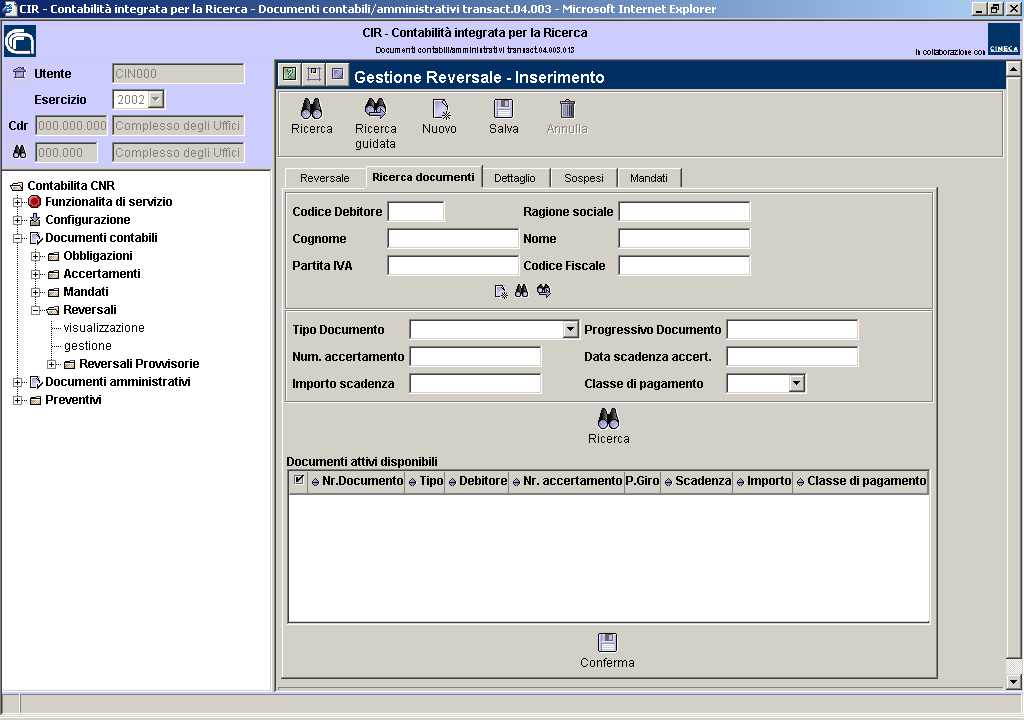 CIR - Contabilità integrata per la Ricerca - Documenti contabili/amministrativi transact.04.003 - Microsoft Internet Explorer
CIR - Contabilità integrata per la Ricerca
Documenti contabili/amministrativi transact.04.003.013
In collaborazione con
CINECA
Utente CIN000
Esercizio 2002
Cdr 000.000.000 Complesso degli Uffici
000.000 Complesso degli Uffici
Contabilita CNR
Funzionalita di servizio
Configurazione
Documenti contabili
Obbligazioni
Accertamenti
Mandati
Reversali
visualizzazione
gestione
Reversali Provvisorie
Documenti amministrativi
Preventivi
Gestione Reversale - Inserimento
Ricerca Ricerca guidata Nuovo Salva Annulla
Reversale Ricerca documenti Dettaglio Sospesi Mandati
Codice Debitore Ragione sociale
Cognome Nome
Partita IVA Codice Fiscale
Tipo Documento Progressivo Documento
Num. accertamento Data scadenza accert.
Importo scadenza Classe di pagamento
Ricerca
Documenti attivi disponibili
Nr.Documento Tipo Debitore Nr. accertamento P.Giro Scadenza Importo Classe di pagamento
Conferma